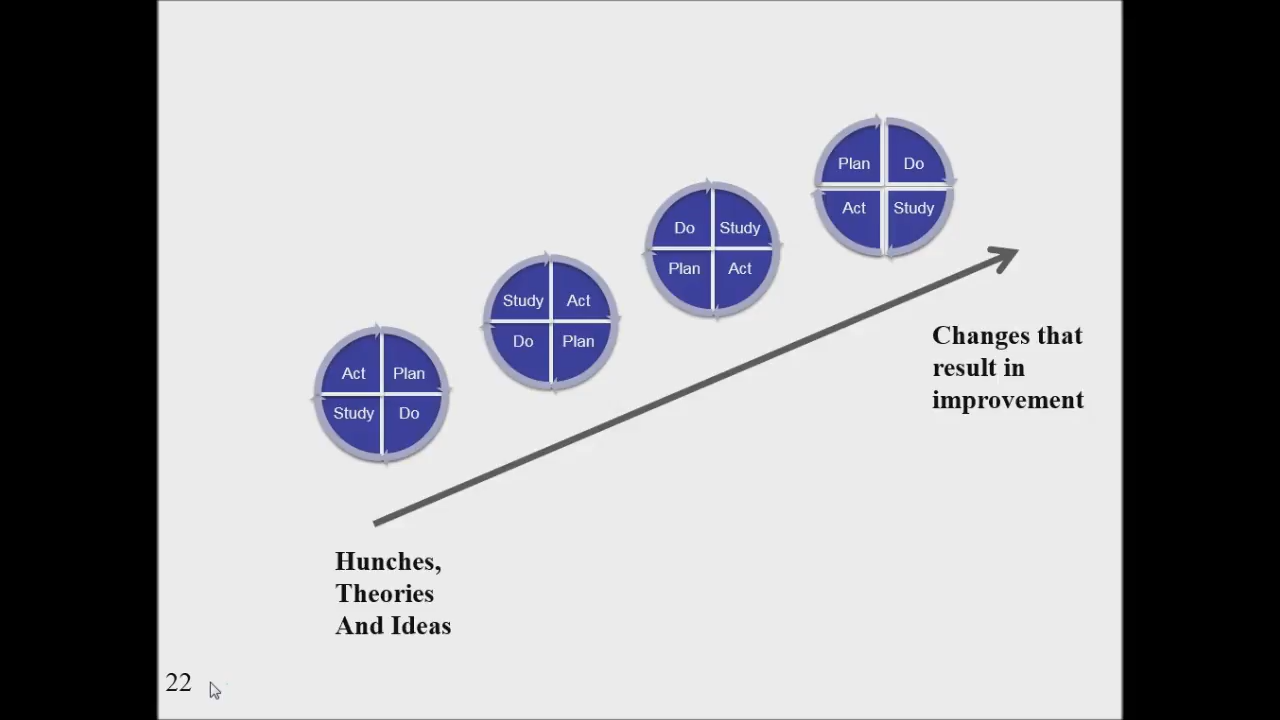 Plan Do
Act Study
Do Study
Plan Act
Study Act
Do Plan
Act Plan
Study Do
Changes that
result in
improvement
Hunches,
Theories
And Ideas
22